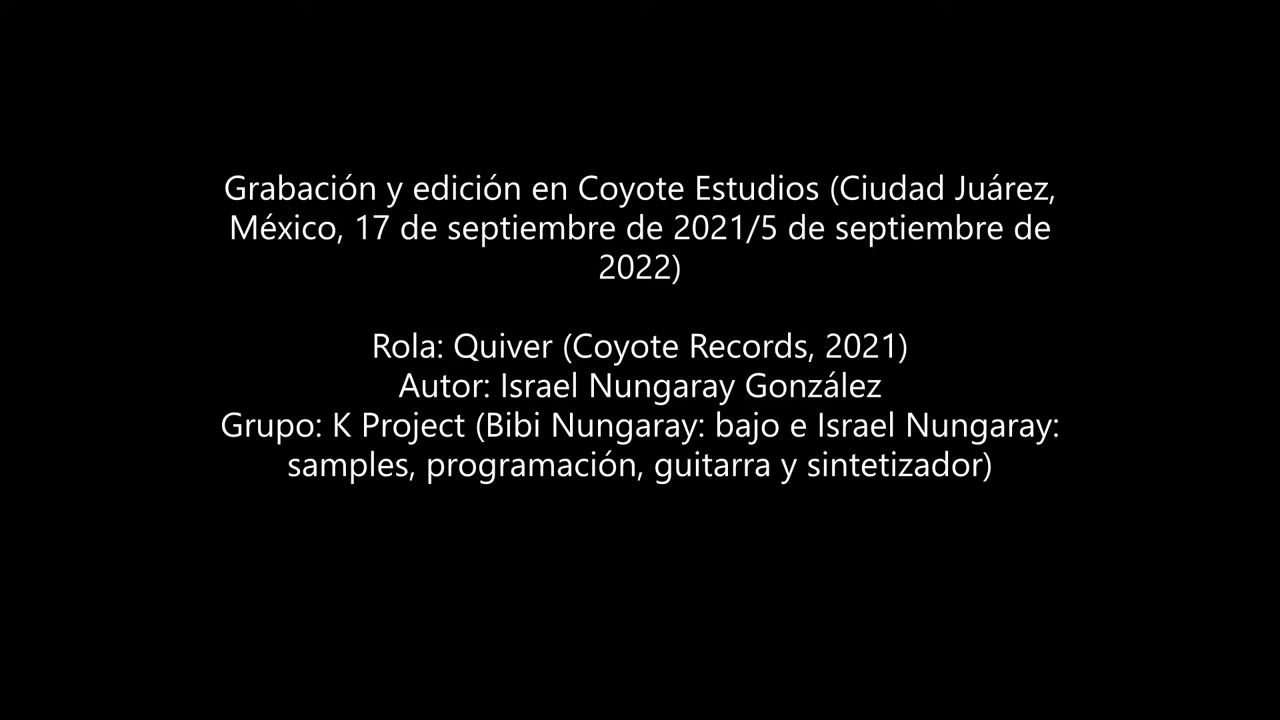 Grabación y edición en Coyote Estudios (Ciudad Juárez,
México, 17 de septiembre de 2021/5 de septiembre de
2022)
Rola: Quiver (Coyote Records, 2021)
Autor: Israel Nungaray González
Grupo: K Project (Bibi Nungaray: bajo e Israel Nungaray:
samples, programación, guitarra y sintetizador)